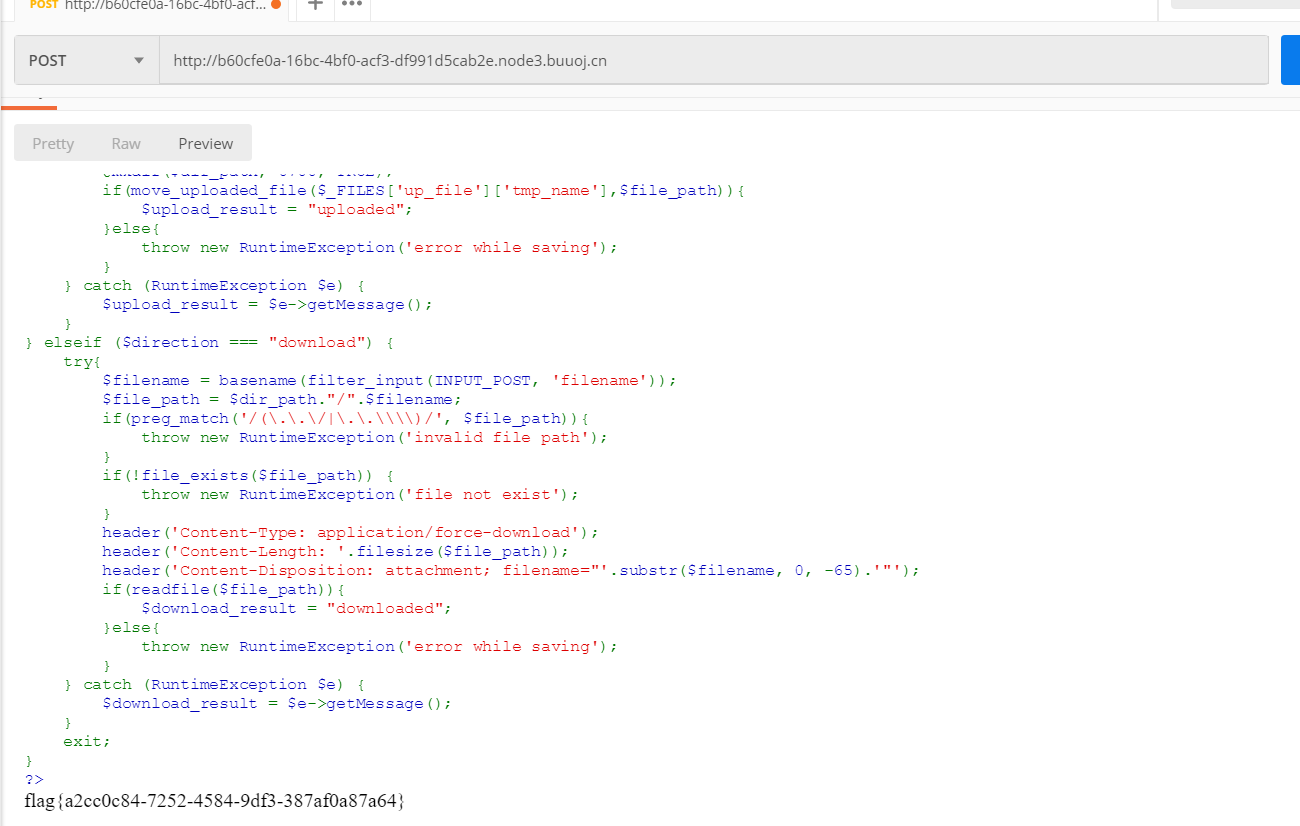 POST http://b60cfe0a-16bc-4bf0-acf...
POST http://b60cfe0a-16bc-4bf0-acf3-df991d5cab2e.node3.buuoj.cn
Pretty Raw Preview
if(move_uploaded_file($_FILES['up_file']['tmp_name'],$file_path)){
$upload_result = "uploaded";
}else{
throw new RuntimeException('error while saving');
}
} catch (RuntimeException $e) {
$upload_result = $e->getMessage();
}
} elseif ($direction === "download") {
try{
$filename = basename(filter_input(INPUT_POST, 'filename'));
$file_path = $dir_path."/".$filename;
if(preg_match('/(\.\.\/|\.\.\\\\)/', $file_path)){
throw new RuntimeException('invalid file path');
}
if(!file_exists($file_path)) {
throw new RuntimeException('file not exist');
}
header('Content-Type: application/force-download');
header('Content-Length: '.filesize($file_path));
header('Content-Disposition: attachment; filename="'.substr($filename, 0, -65).'"');
if(readfile($file_path)){
$download_result = "downloaded";
}else{
throw new RuntimeException('error while saving');
}
} catch (RuntimeException $e) {
$download_result = $e->getMessage();
}
exit;
}
?>
flag{a2cc0c84-7252-4584-9df3-387af0a87a64}